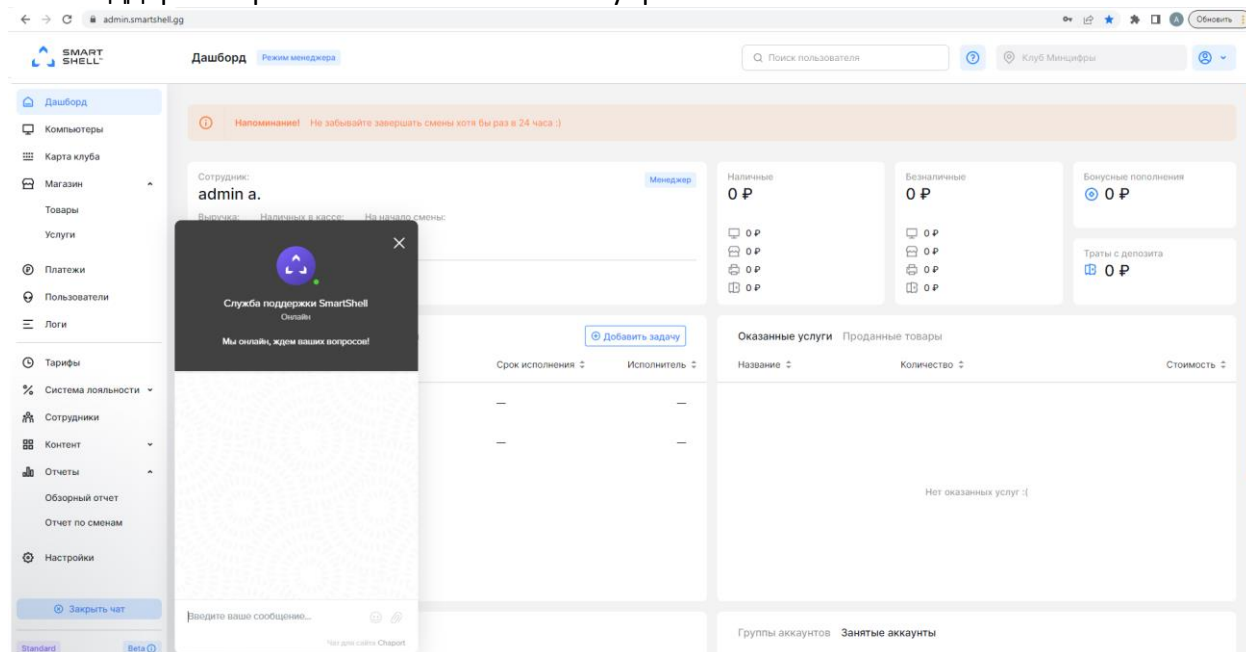 admin.smartshell.gg
Обновить
SMART
SHELL
Дашборд Режим менеджера
Поиск пользователя
Клуб Минцифры
Дашборд
Компьютеры
Карта клуба
Магазин
Товары
Услуги
Платежи
Пользователи
Логи
Тарифы
Система лояльности
Сотрудники
Контент
Отчеты
Обзорный отчет
Отчет по сменам
Настройки
Закрыть чат
Standard Beta
Напоминание! Не забывайте завершать смены хотя бы раз в 24 часа :)
Сотрудник:
admin a.
Менеджер
Выручка: Наличных в кассе: На начало смены:
Служба поддержки SmartShell
Онлайн
Мы онлайн, ждем ваших вопросов!
Введите ваше сообщение...
Чат для сайта Chaport
Добавить задачу
Срок исполнения Исполнитель
— —
— —
Наличные
0 ₽
0 ₽
0 ₽
0 ₽
0 ₽
Безналичные
0 ₽
0 ₽
0 ₽
0 ₽
0 ₽
Бонусные пополнения
0 ₽
Траты с депозита
0 ₽
Оказанные услуги Проданные товары
Название Количество Стоимость
Нет оказанных услуг :(
Группы аккаунтов Занятые аккаунты